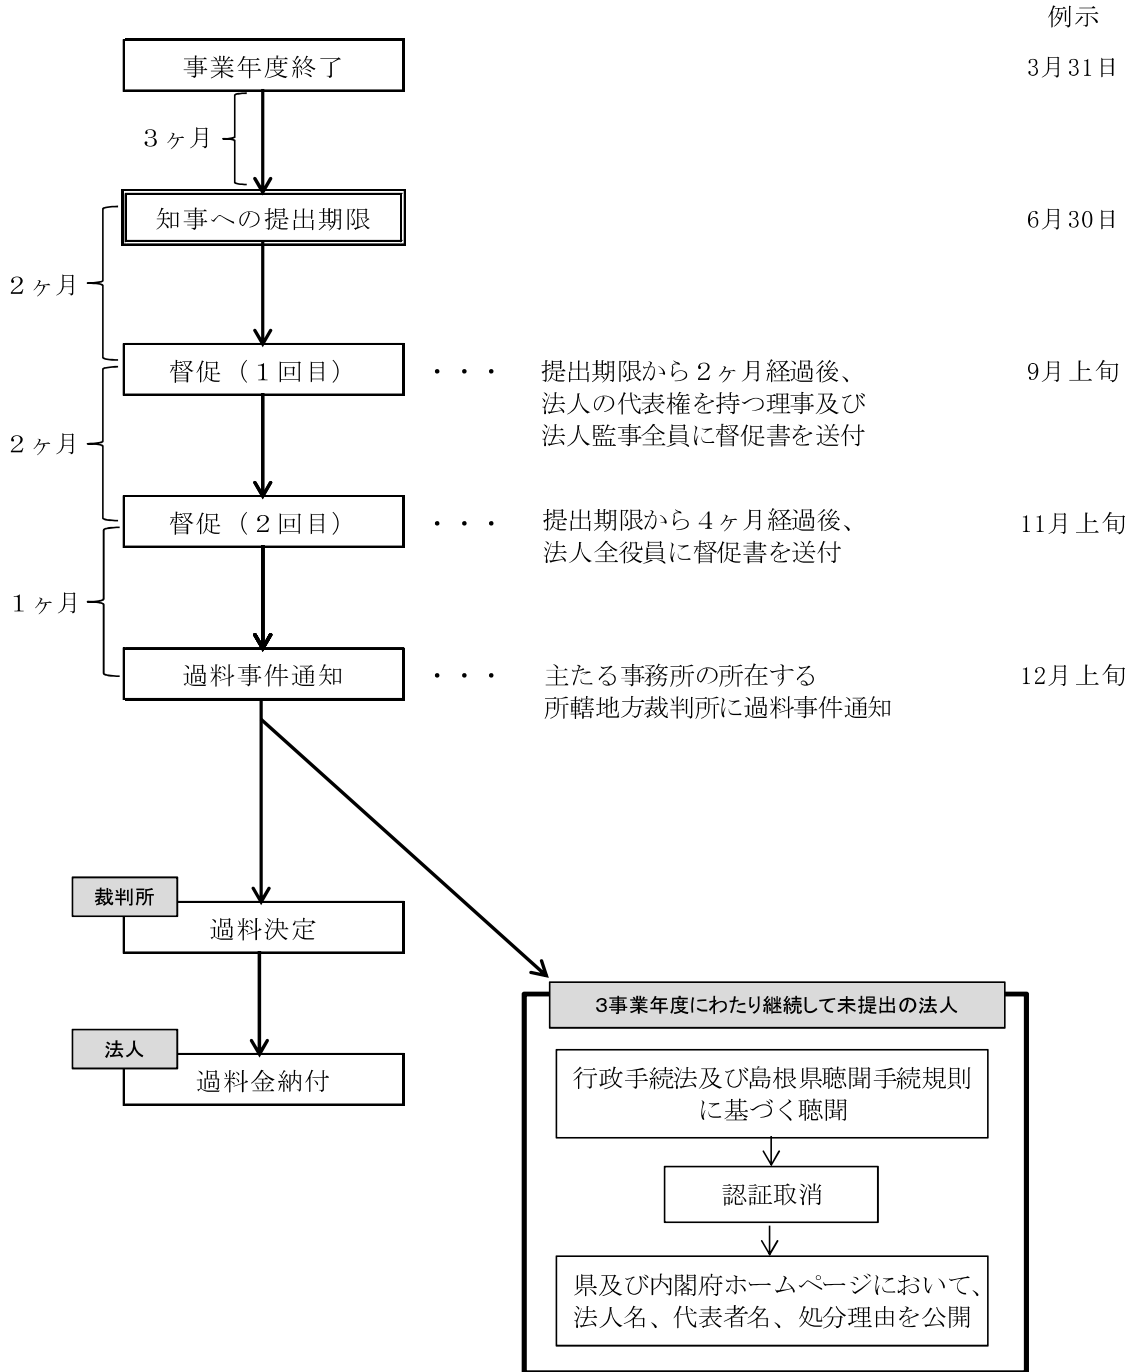 例示
事業年度終了
3月31日
3ヶ月
知事への提出期限
6月30日
2ヶ月
督促（1回目）
・・・
提出期限から2ヶ月経過後、
法人の代表権を持つ理事及び
法人監事全員に督促書を送付
9月上旬
2ヶ月
督促（2回目）
・・・
提出期限から4ヶ月経過後、
法人全役員に督促書を送付
11月上旬
1ヶ月
過料事件通知
・・・
主たる事務所の所在する
所轄地方裁判所に過料事件通知
12月上旬
裁判所
過料決定
法人
過料金納付
3事業年度にわたり継続して未提出の法人
行政手続法及び島根県聴聞手続規則
に基づく聴聞
認証取消
県及び内閣府ホームページにおいて、
法人名、代表者名、処分理由を公開